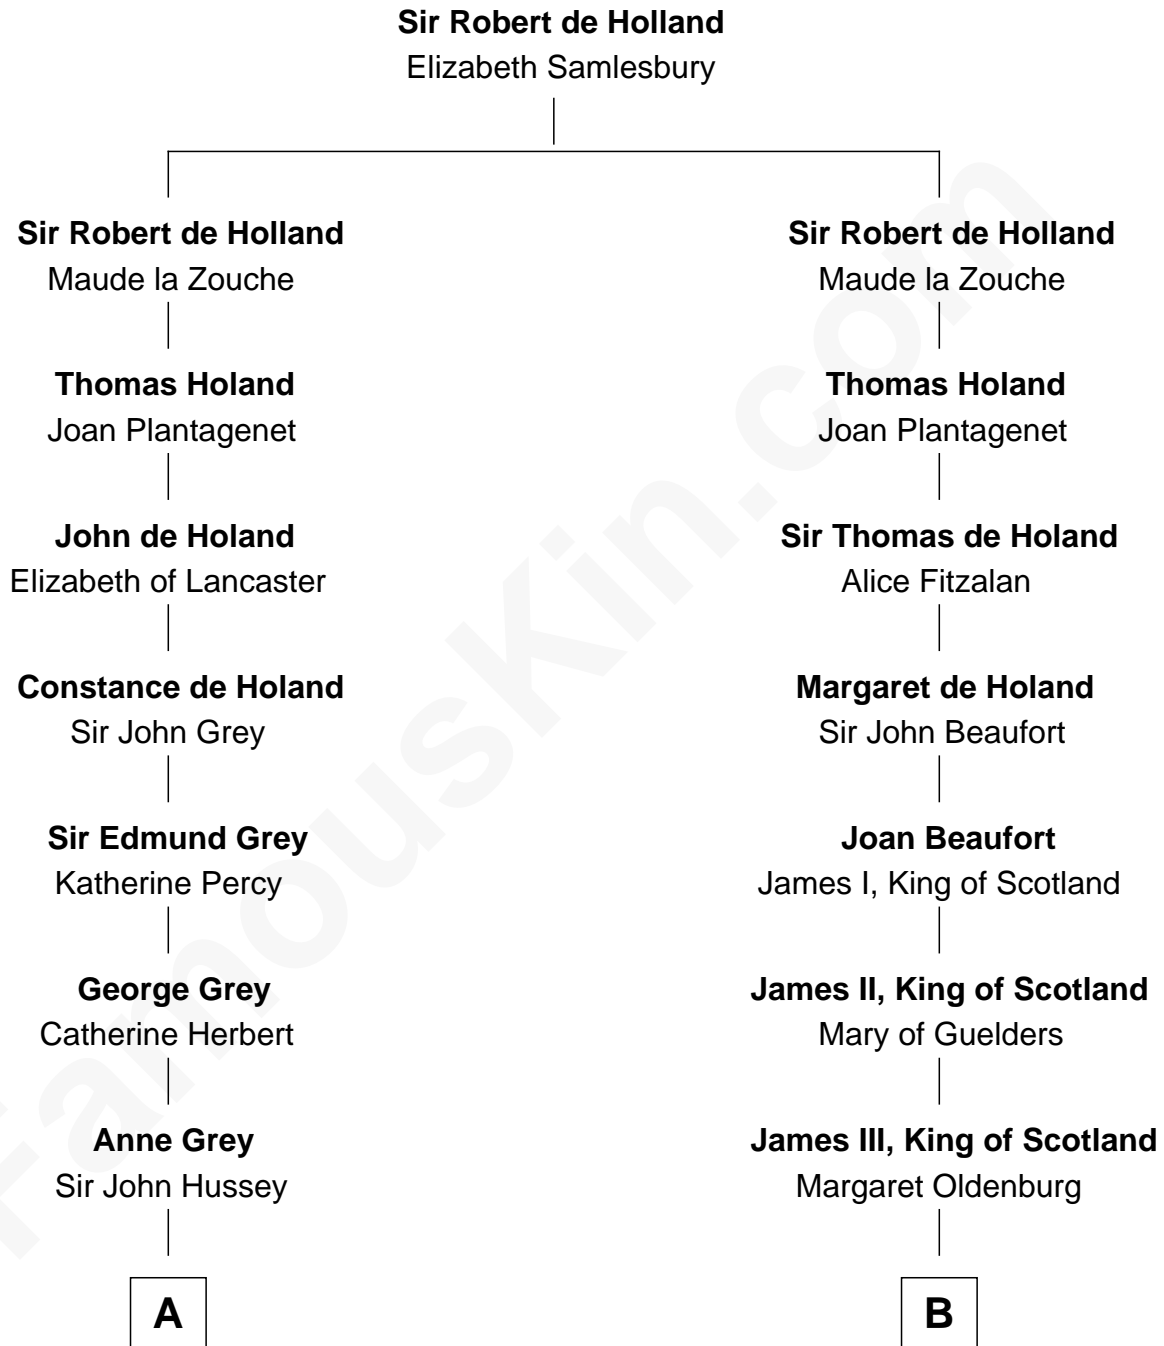 Sir Robert de Holland
Elizabeth Samlesbury
Sir Robert de Holland
Maude la Zouche
Thomas Holand
Joan Plantagenet
John de Holand
Elizabeth of Lancaster
Constance de Holand
Sir John Grey
Sir Edmund Grey
Katherine Percy
George Grey
Catherine Herbert
Anne Grey
Sir John Hussey
A
Sir Robert de Holland
Maude la Zouche
Thomas Holand
Joan Plantagenet
Sir Thomas de Holand
Alice Fitzalan
Margaret de Holand
Sir John Beaufort
Joan Beaufort
James I, King of Scotland
James II, King of Scotland
Mary of Guelders
James III, King of Scotland
Margaret Oldenburg
B
FamousKin.com